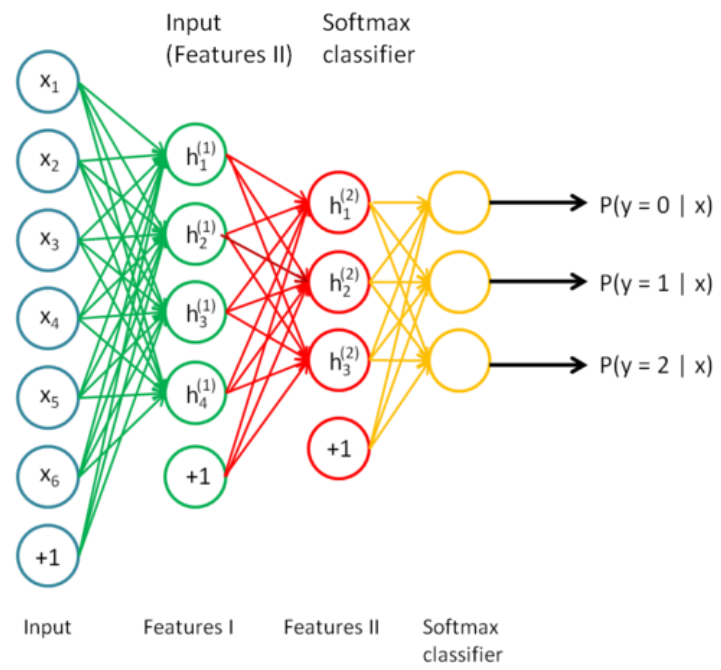 Input
(Features II)
Softmax
classifier
x₁
x₂
x₃
x₄
x₅
x₆
+1
h₁⁽¹⁾
h₂⁽¹⁾
h₃⁽¹⁾
h₄⁽¹⁾
+1
h₁⁽²⁾
h₂⁽²⁾
h₃⁽²⁾
+1
P(y = 0 | x)
P(y = 1 | x)
P(y = 2 | x)
Input
Features I
Features II
Softmax
classifier